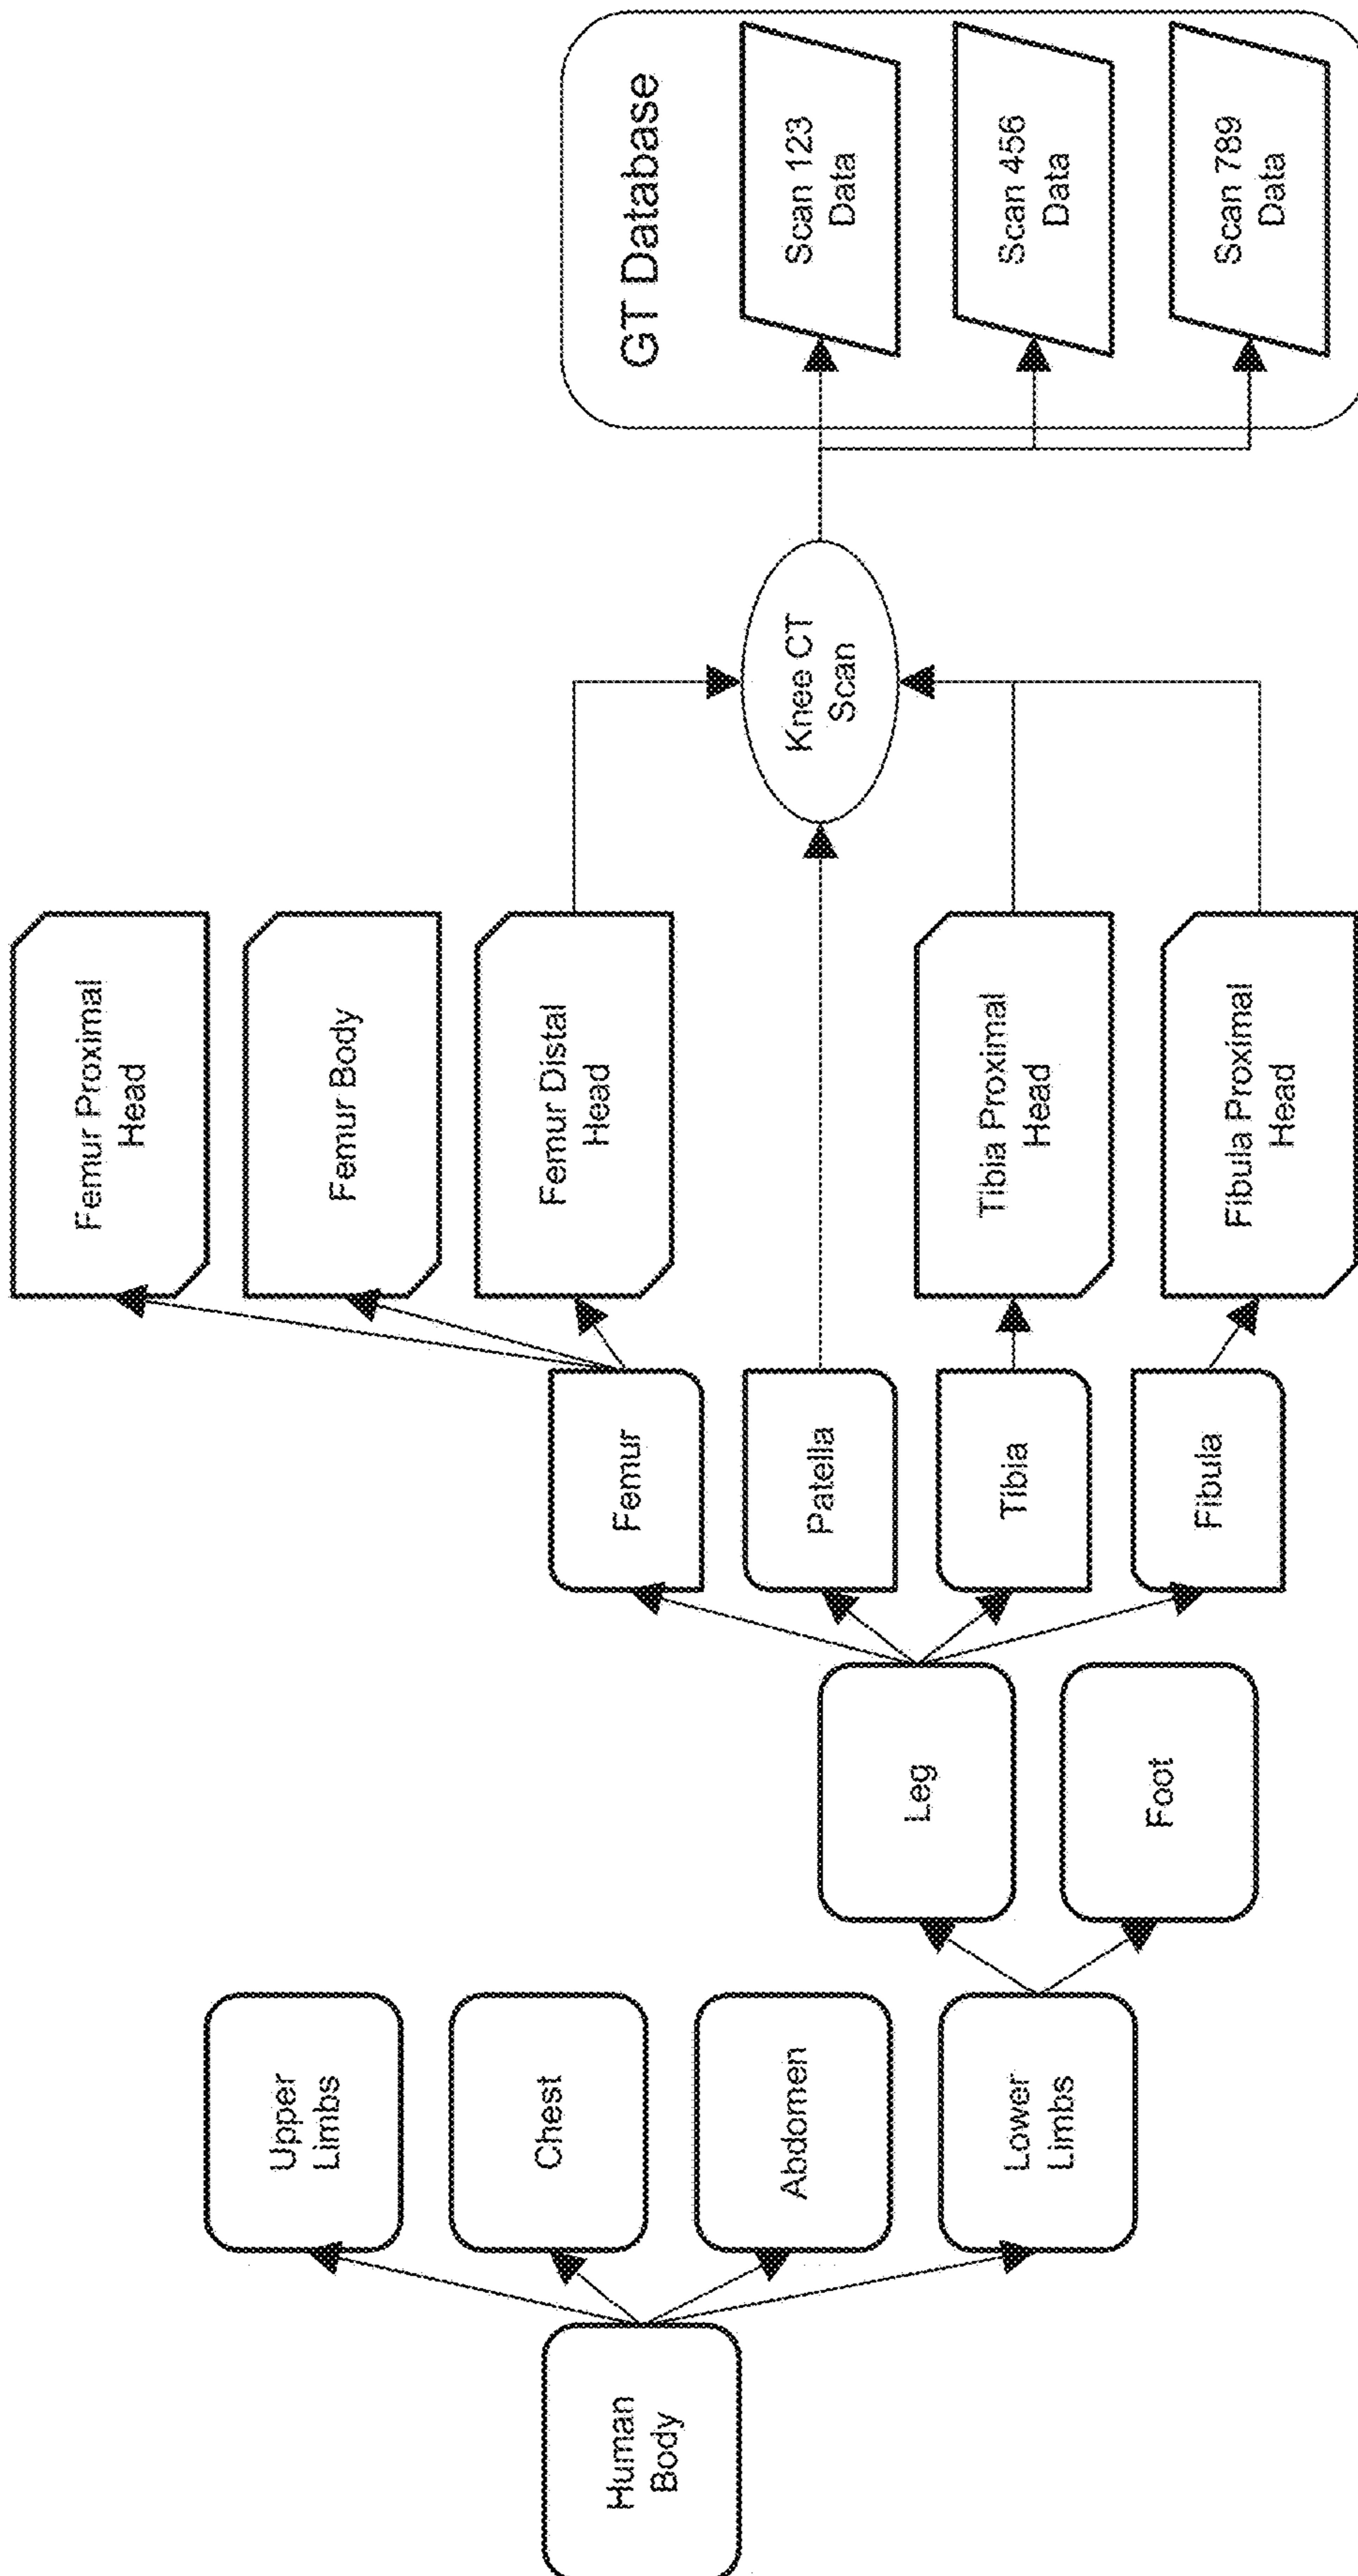 Human
Body
Upper
Limbs
Chest
Abdomen
Lower
Limbs
Leg
Foot
Femur
Patella
Tibia
Fibula
Femur Proximal
Head
Femur Body
Femur Distal
Head
Tibia Proximal
Head
Fibula Proximal
Head
Knee CT
Scan
GT Database
Scan 123
Data
Scan 456
Data
Scan 789
Data